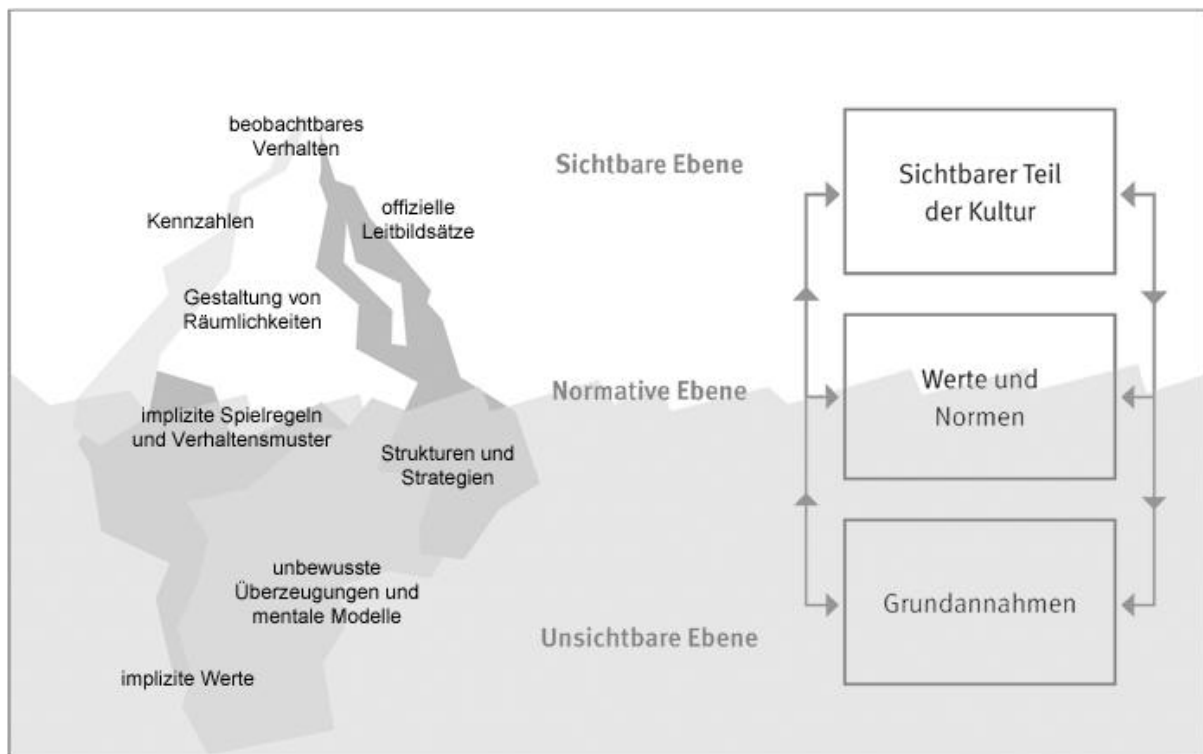 beobachtbares
Verhalten
Kennzahlen
offizielle
Leitbildsätze
Gestaltung von
Räumlichkeiten
implizite Spielregeln
und Verhaltensmuster
Strukturen und
Strategien
unbewusste
Überzeugungen und
mentale Modelle
implizite Werte
Sichtbare Ebene
Normative Ebene
Unsichtbare Ebene
Sichtbarer Teil
der Kultur
Werte und
Normen
Grundannahmen